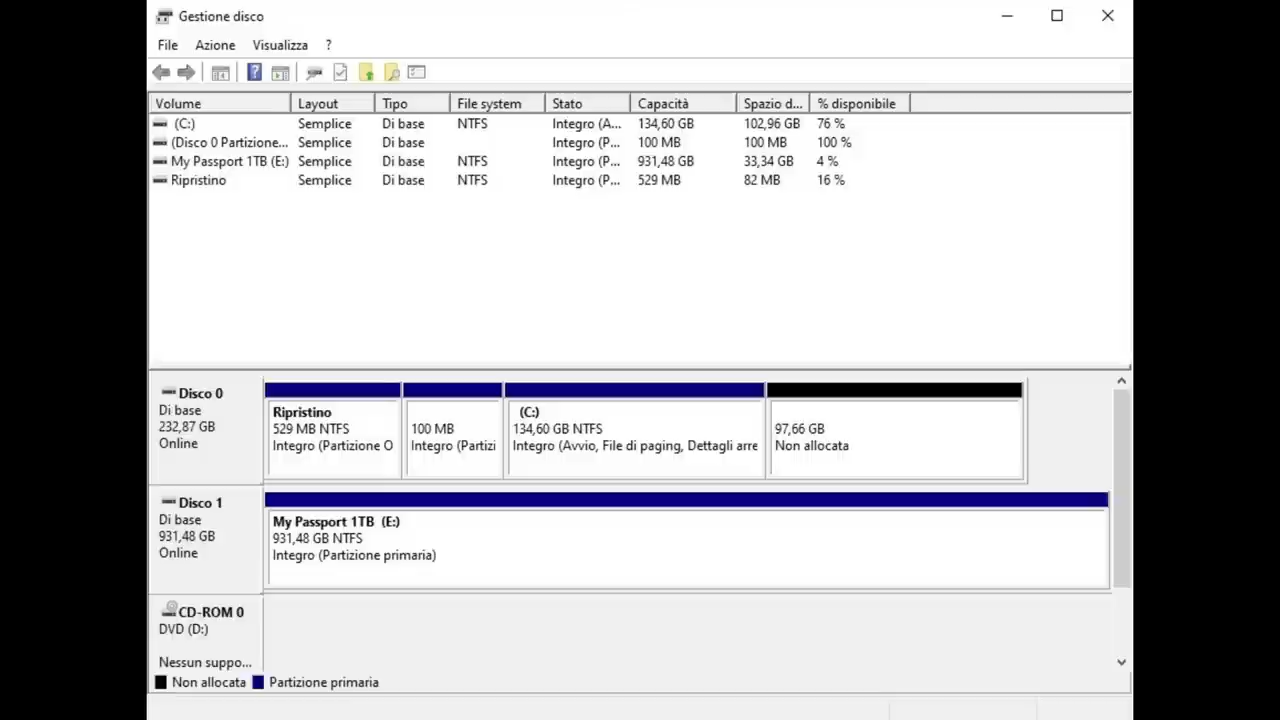 Gestione disco
File Azione Visualizza ?
Volume Layout Tipo File system Stato Capacità Spazio d... % disponibile
(C:) Semplice Di base NTFS Integro (A... 134,60 GB 102,96 GB 76 %
(Disco 0 Partizione... Semplice Di base Integro (P... 100 MB 100 MB 100 %
My Passport 1TB (E:) Semplice Di base NTFS Integro (P... 931,48 GB 33,34 GB 4 %
Ripristino Semplice Di base NTFS Integro (P... 529 MB 82 MB 16 %
Disco 0
Di base
232,87 GB
Online
Ripristino
529 MB NTFS
Integro (Partizione O
100 MB
Integro (Partizi
(C:)
134,60 GB NTFS
Integro (Avvio, File di paging, Dettagli arre
97,66 GB
Non allocata
Disco 1
Di base
931,48 GB
Online
My Passport 1TB (E:)
931,48 GB NTFS
Integro (Partizione primaria)
CD-ROM 0
DVD (D:)
Nessun suppo...
Non allocata Partizione primaria